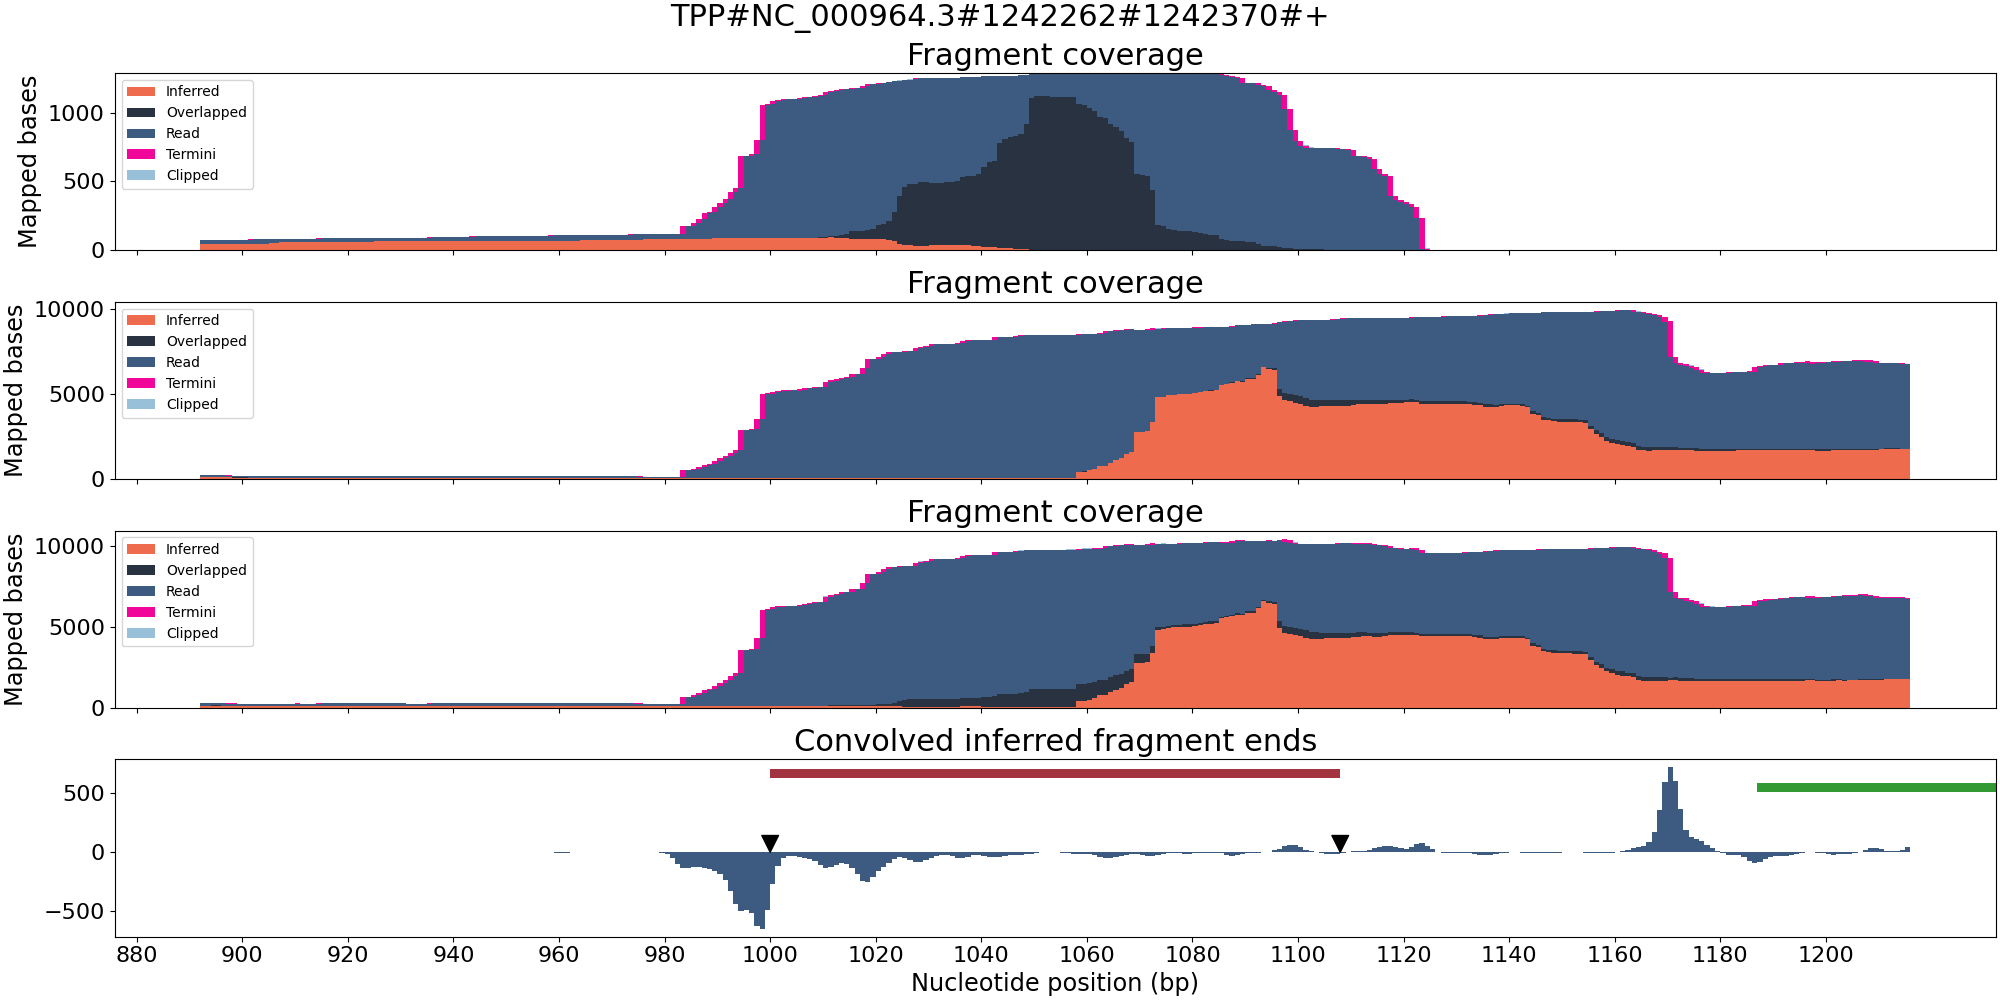 TPP#NC_000964.3#1242262#1242370#+
Fragment coverage
Mapped bases
1000
500
0
Inferred
Overlapped
Read
Termini
Clipped
Fragment coverage
Mapped bases
10000
5000
0
Inferred
Overlapped
Read
Termini
Clipped
Fragment coverage
Mapped bases
10000
5000
0
Inferred
Overlapped
Read
Termini
Clipped
Convolved inferred fragment ends
500
0
−500
880 900 920 940 960 980 1000 1020 1040 1060 1080 1100 1120 1140 1160 1180 1200
Nucleotide position (bp)